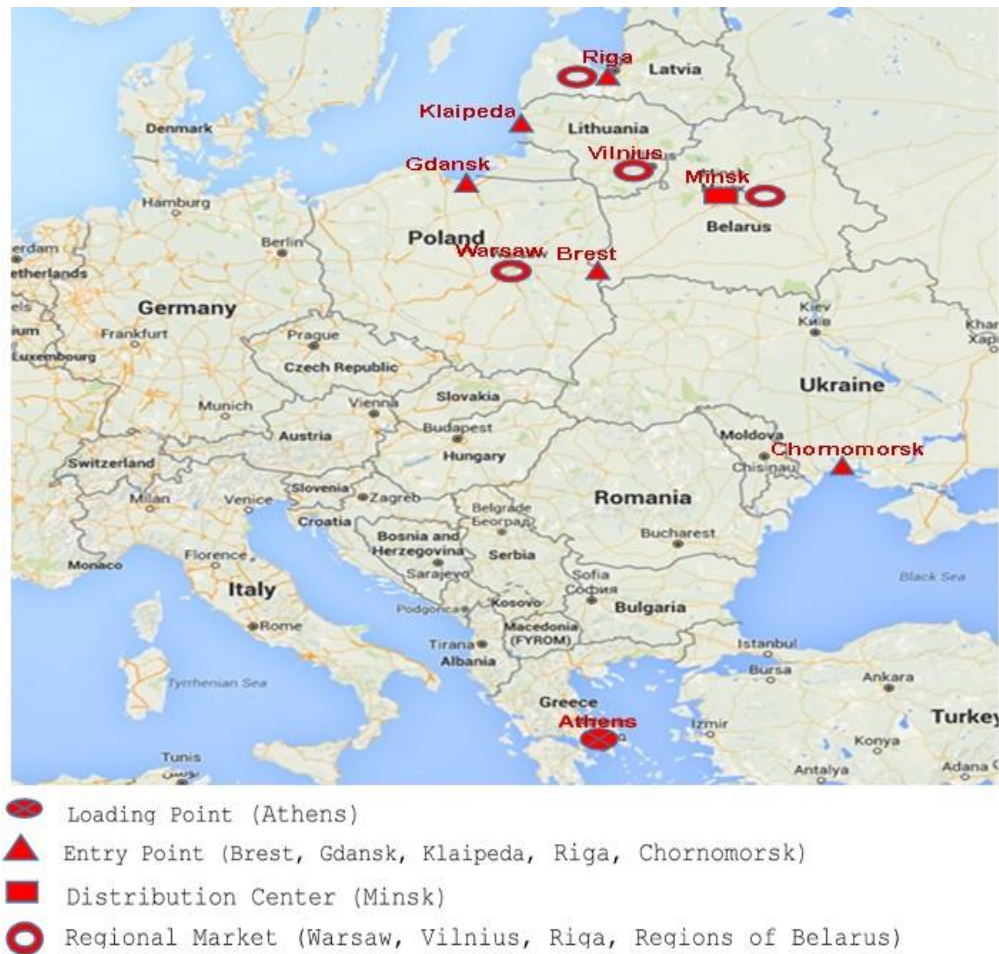 Riga
Latvia
Klaipeda
Denmark
Lithuania
Vilnius
Gdansk
Minsk
Hamburg
Belarus
Poland
Berlin
Warsaw
Brest
erdam
etherlands
Germany
Kiev
Київ
ium
Prague
Frankfurt
Luxembourg
Czech Republic
Ukraine
Slovakia
Munich
Vienna
Budapest
Moldova
Austria
Chornomorsk
Hungary
Switzerland
Chisinau
Slovenia
Zagreb
Romania
Milan
Venice
Belgrade
Београд
Croatia
Bosnia and
Herzegovina
Bucharest
Florence
Serbia
Monaco
Sarajevo
Sofia
София
Black Sea
Italy
Kosovo
Podgorica
Bulgaria
Rome
Macedonia
(FYROM)
Tirana
Istanbul
Albania
Bursa
Ankara
Tyrrhenian Sea
Greece
Athens
Izmir
Turkey
Konya
Tunis
تونس
Antalya
Adana
Loading Point (Athens)
Entry Point (Brest, Gdansk, Klaipeda, Riga, Chornomorsk)
Distribution Center (Minsk)
Regional Market (Warsaw, Vilnius, Riga, Regions of Belarus)